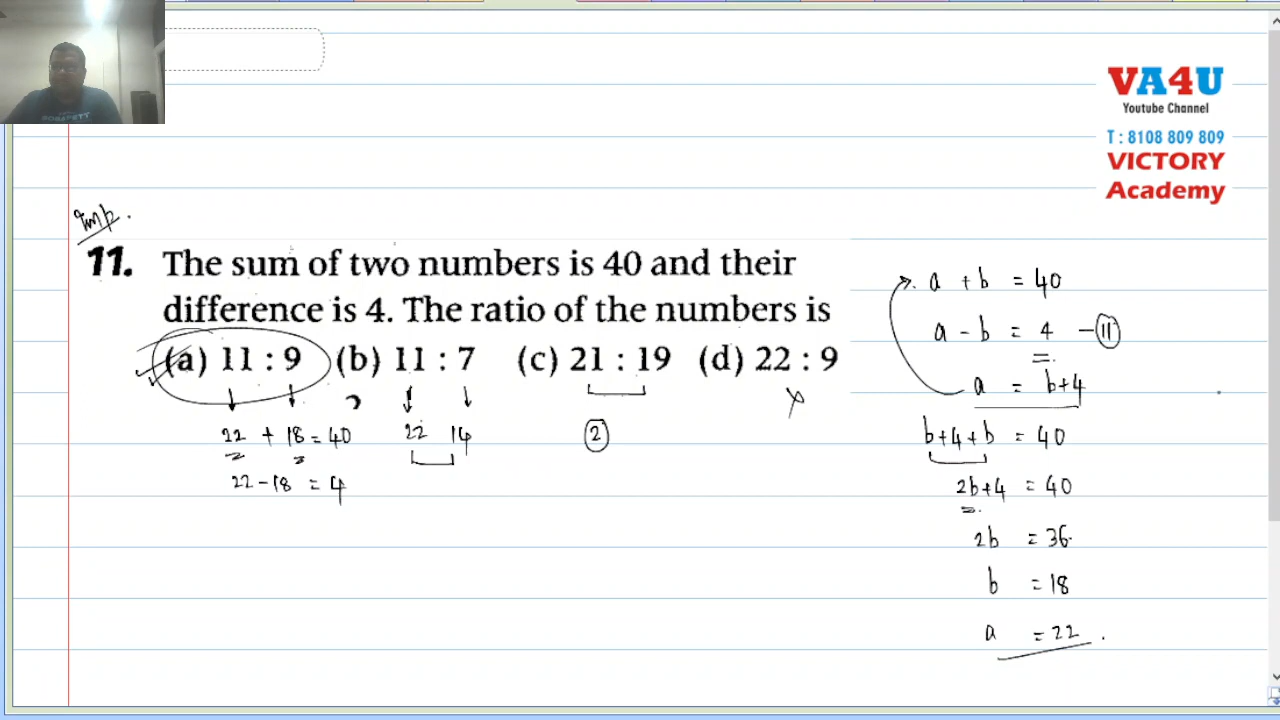 VA4U
Youtube Channel
T : 8108 809 809
VICTORY
Academy
Imp.
11. The sum of two numbers is 40 and their
difference is 4. The ratio of the numbers is
(a) 11 : 9 (b) 11 : 7 (c) 21 : 19 (d) 22 : 9
22 + 18 = 40
22 - 18 = 4
22 14
2
a + b = 40
a - b = 4 - 11
a = b+4
b+4+b = 40
2b+4 = 40
2b = 36
b = 18
a = 22